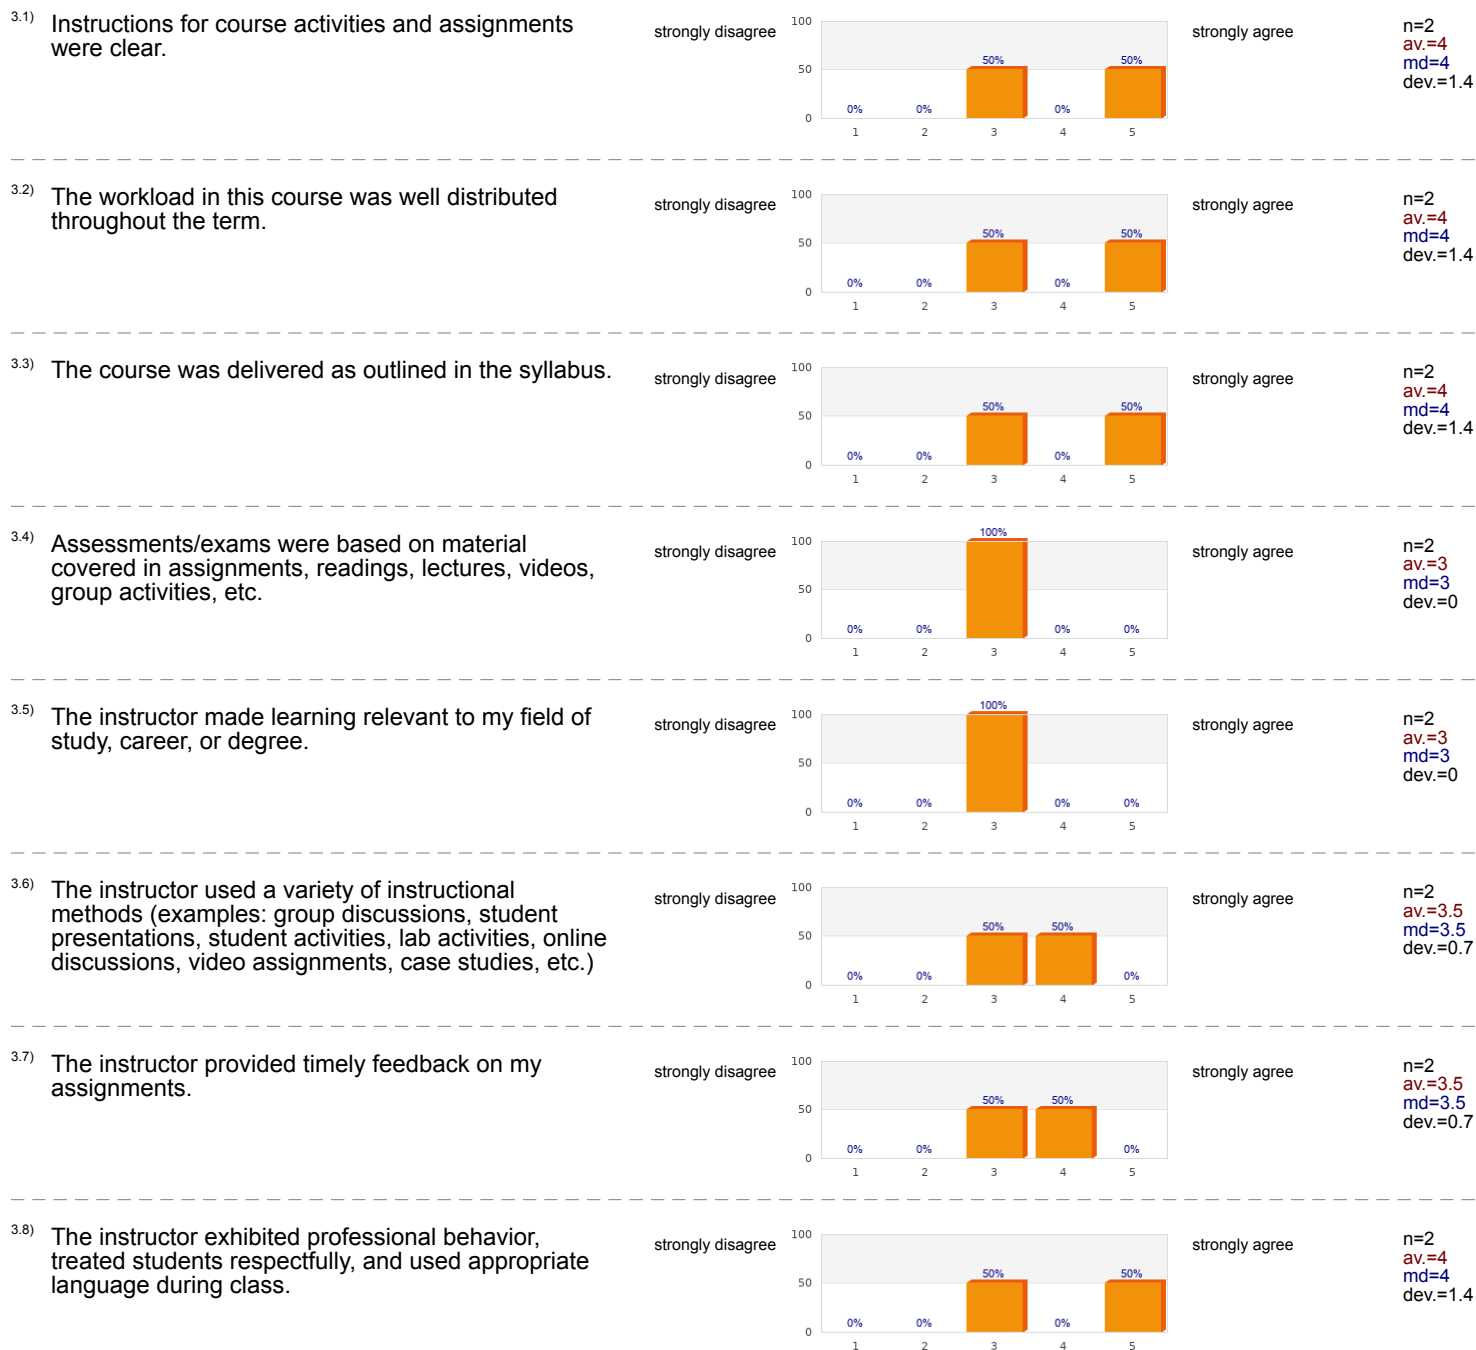 3.1) Instructions for course activities and assignments
were clear.
strongly disagree
100
50
0
0%
0%
50%
0%
50%
1 2 3 4 5
strongly agree
n=2
av.=4
md=4
dev.=1.4
3.2) The workload in this course was well distributed
throughout the term.
strongly disagree
100
50
0
0%
0%
50%
0%
50%
1 2 3 4 5
strongly agree
n=2
av.=4
md=4
dev.=1.4
3.3) The course was delivered as outlined in the syllabus.
strongly disagree
100
50
0
0%
0%
50%
0%
50%
1 2 3 4 5
strongly agree
n=2
av.=4
md=4
dev.=1.4
3.4) Assessments/exams were based on material
covered in assignments, readings, lectures, videos,
group activities, etc.
strongly disagree
100
50
0
0%
0%
100%
0%
0%
1 2 3 4 5
strongly agree
n=2
av.=3
md=3
dev.=0
3.5) The instructor made learning relevant to my field of
study, career, or degree.
strongly disagree
100
50
0
0%
0%
100%
0%
0%
1 2 3 4 5
strongly agree
n=2
av.=3
md=3
dev.=0
3.6) The instructor used a variety of instructional
methods (examples: group discussions, student
presentations, student activities, lab activities, online
discussions, video assignments, case studies, etc.)
strongly disagree
100
50
0
0%
0%
50%
50%
0%
1 2 3 4 5
strongly agree
n=2
av.=3.5
md=3.5
dev.=0.7
3.7) The instructor provided timely feedback on my
assignments.
strongly disagree
100
50
0
0%
0%
50%
50%
0%
1 2 3 4 5
strongly agree
n=2
av.=3.5
md=3.5
dev.=0.7
3.8) The instructor exhibited professional behavior,
treated students respectfully, and used appropriate
language during class.
strongly disagree
100
50
0
0%
0%
50%
0%
50%
1 2 3 4 5
strongly agree
n=2
av.=4
md=4
dev.=1.4